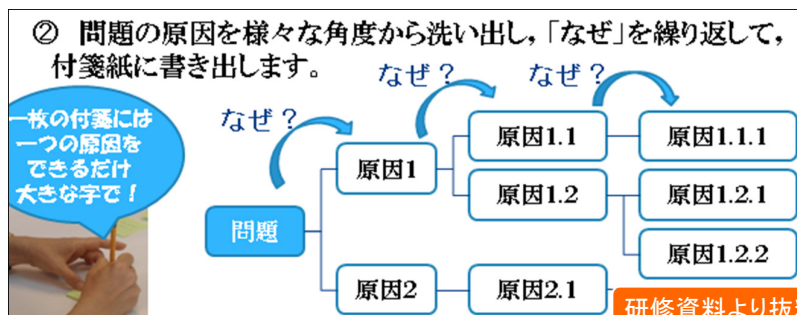 ② 問題の原因を様々な角度から洗い出し,「なぜ」を繰り返して,
付箋紙に書き出します。
なぜ？
なぜ？
なぜ？
一枚の付箋には
一つの原因を
できるだけ
大きな字で！
問題
原因1
原因1.1
原因1.1.1
原因1.2
原因1.2.1
原因1.2.2
原因2
原因2.1
研修資料より抜